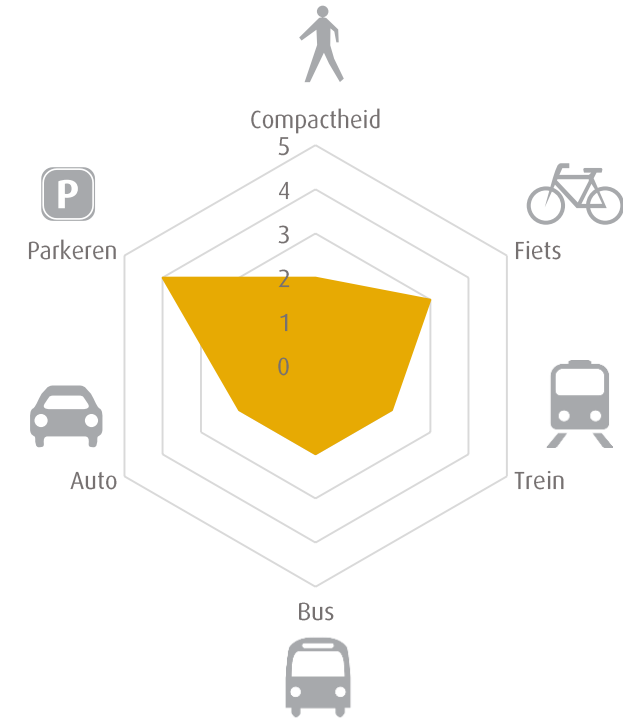 Compactheid
5
4
P
Parkeren
Fiets
3
2
1
0
Auto
Trein
Bus